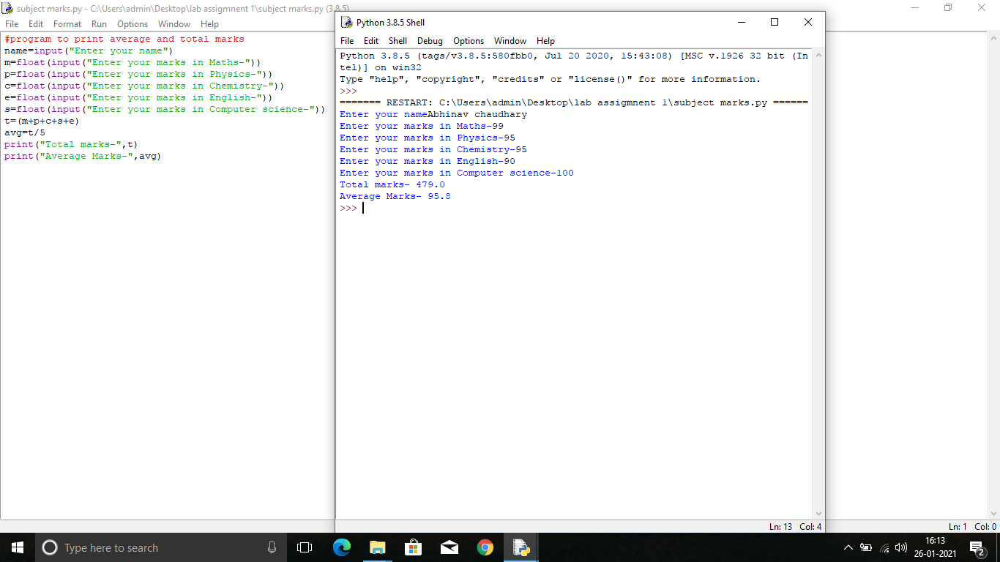 subject marks.py - C:\Users\admin\Desktop\lab assigmnent 1\subject marks.py (3.8.5)
File Edit Format Run Options Window Help
#program to print average and total marks
name=input("Enter your name")
m=float(input("Enter your marks in Maths-"))
p=float(input("Enter your marks in Physics-"))
c=float(input("Enter your marks in Chemistry-"))
e=float(input("Enter your marks in English-"))
s=float(input("Enter your marks in Computer science-"))
t=(m+p+c+s+e)
avg=t/5
print("Total marks-",t)
print("Average Marks-",avg)
Python 3.8.5 Shell
File Edit Shell Debug Options Window Help
Python 3.8.5 (tags/v3.8.5:580fbb0, Jul 20 2020, 15:43:08) [MSC v.1926 32 bit (In
tel)] on win32
Type "help", "copyright", "credits" or "license()" for more information.
>>>
======= RESTART: C:\Users\admin\Desktop\lab assigmnent 1\subject marks.py ======
Enter your nameAbhinav chaudhary
Enter your marks in Maths-99
Enter your marks in Physics-95
Enter your marks in Chemistry-95
Enter your marks in English-90
Enter your marks in Computer science-100
Total marks- 479.0
Average Marks- 95.8
>>>
Ln: 13 Col: 4
Ln: 1 Col: 0
Type here to search
16:13
26-01-2021
2